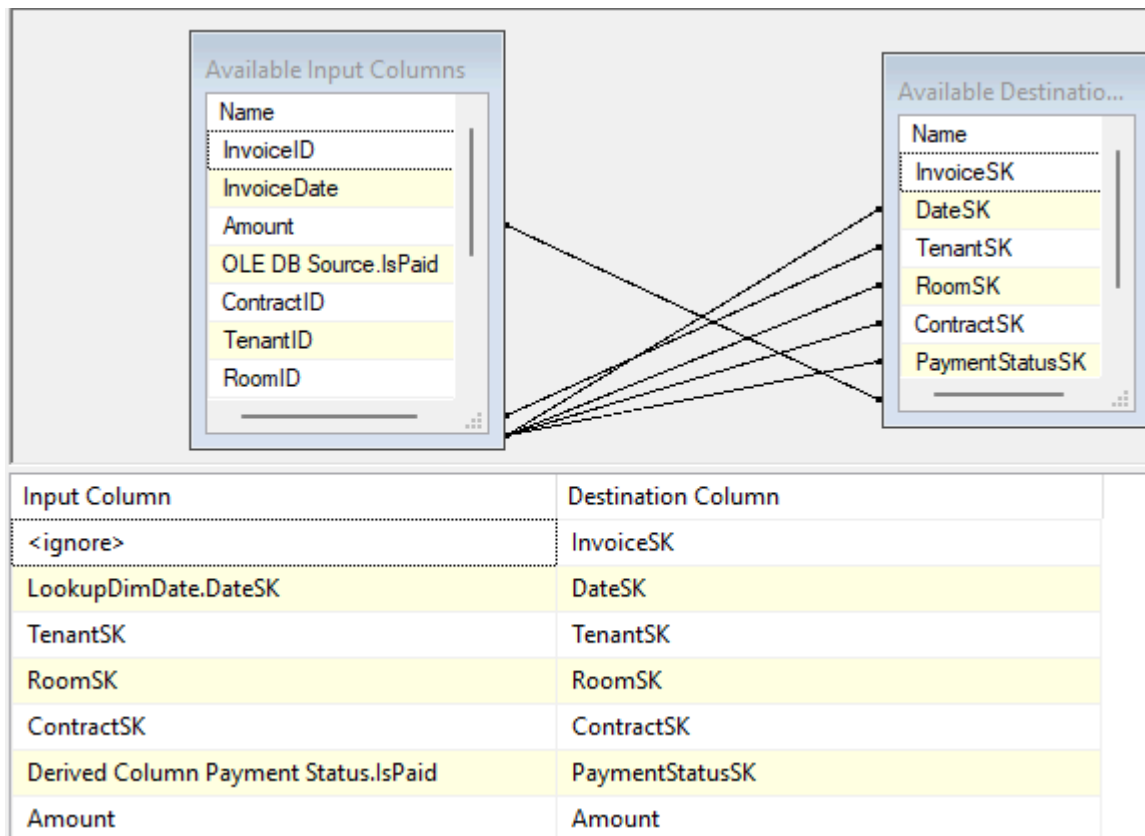 Available Input Columns
Name
InvoiceID
InvoiceDate
Amount
OLE DB Source.IsPaid
ContractID
TenantID
RoomID
Available Destinatio...
Name
InvoiceSK
DateSK
TenantSK
RoomSK
ContractSK
PaymentStatusSK
Input Column Destination Column
<ignore> InvoiceSK
LookupDimDate.DateSK DateSK
TenantSK TenantSK
RoomSK RoomSK
ContractSK ContractSK
Derived Column Payment Status.IsPaid PaymentStatusSK
Amount Amount